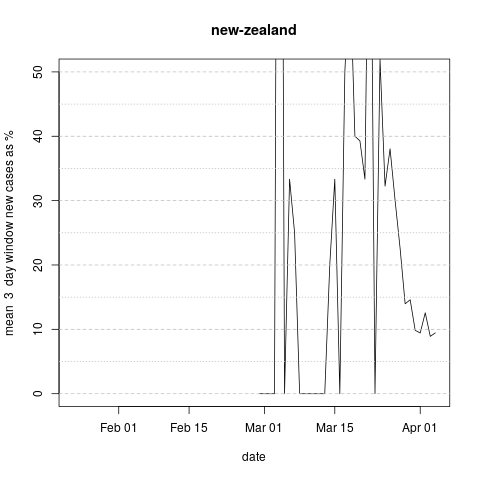 new-zealand
mean  3  day window new cases as %
50
40
30
20
10
0
Feb 01
Feb 15
Mar 01
Mar 15
Apr 01
date